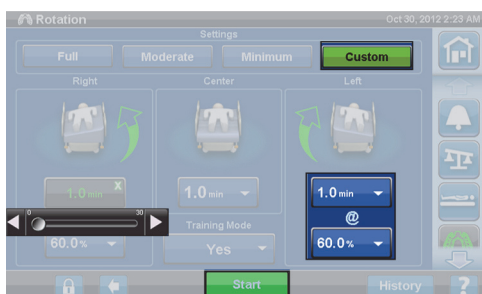 Rotation Oct 30, 2012 2:23 AM
Settings
Full Moderate Minimum Custom
Right Center Left
1.0 min x 1.0 min 1.0 min
0 30
@
Training Mode
60.0 % Yes 60.0 %
Start History ?